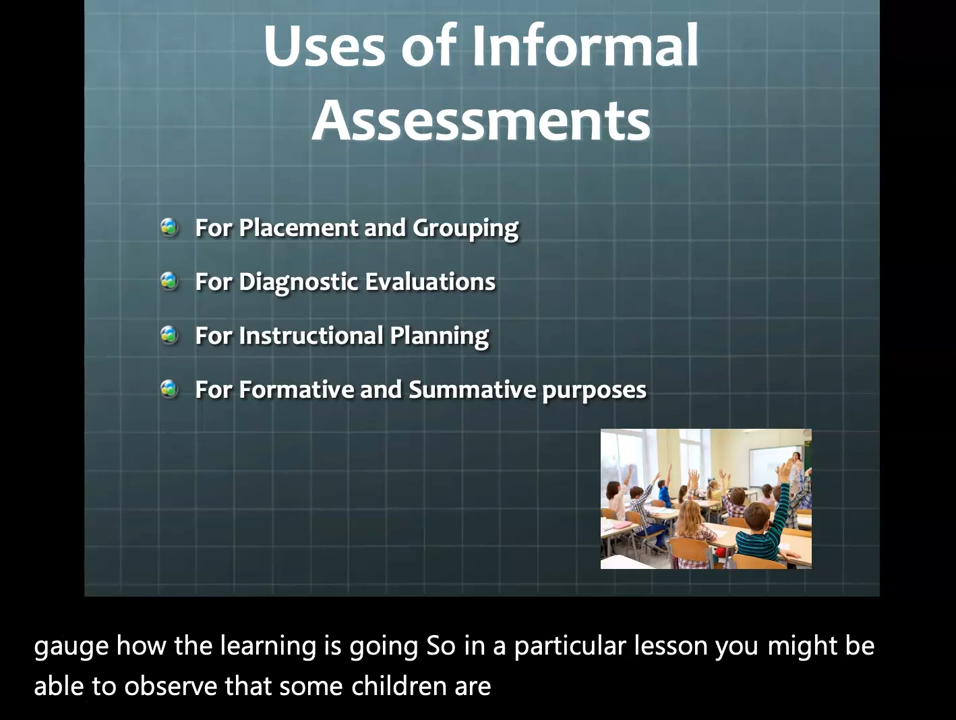 Uses of Informal
Assessments
For Placement and Grouping
For Diagnostic Evaluations
For Instructional Planning
For Formative and Summative purposes
gauge how the learning is going So in a particular lesson you might be
able to observe that some children are